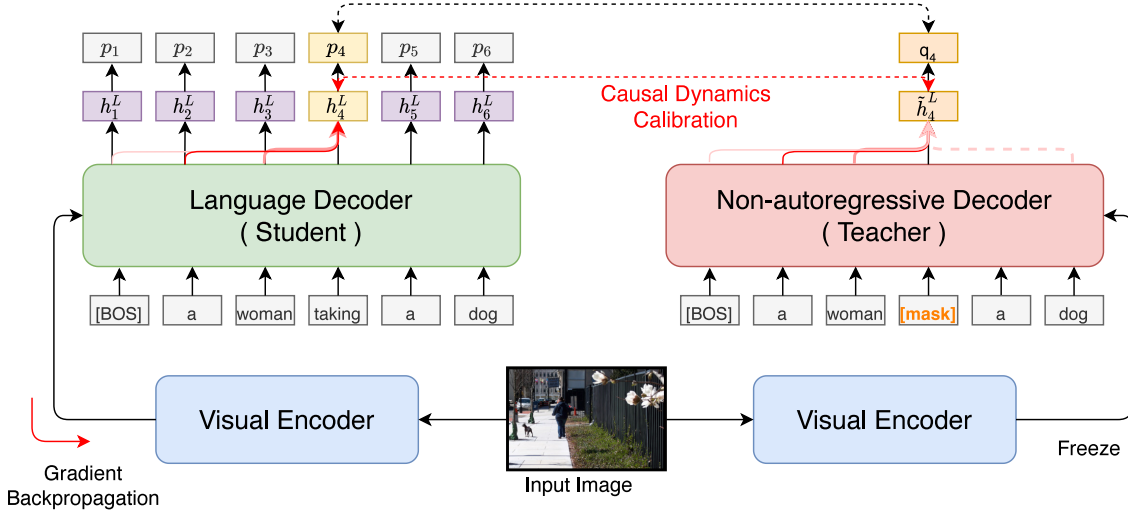 p₁ p₂ p₃ p₄ p₅ p₆ q₄
h₁ᴸ h₂ᴸ h₃ᴸ h₄ᴸ h₅ᴸ h₆ᴸ h̃₄ᴸ
Causal Dynamics
Calibration
Language Decoder
( Student )
Non-autoregressive Decoder
( Teacher )
[BOS] a woman taking a dog
[BOS] a woman [mask] a dog
Visual Encoder
Visual Encoder
Gradient
Backpropagation
Input Image
Freeze